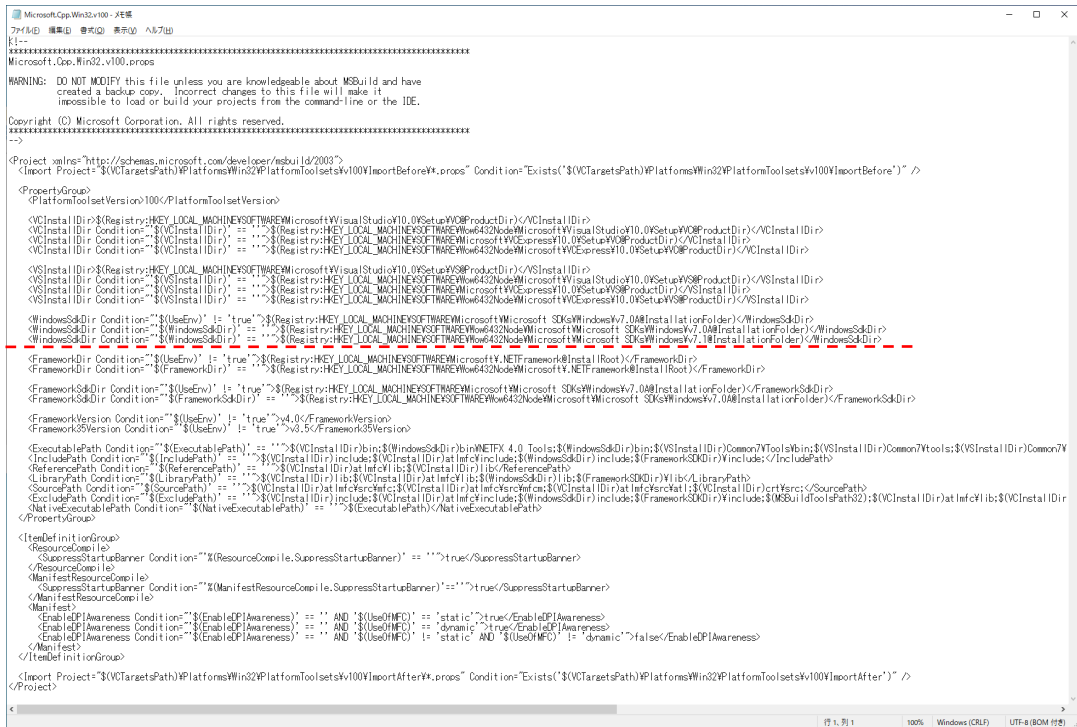 Microsoft.Cpp.Win32.v100 - メモ帳
ファイル(F) 編集(E) 書式(O) 表示(V) ヘルプ(H)
<!--
***********************************************************************************************
Microsoft.Cpp.Win32.v100.props

WARNING:  DO NOT MODIFY this file unless you are knowledgeable about MSBuild and have
          created a backup copy.  Incorrect changes to this file will make it
          impossible to load or build your projects from the command-line or the IDE.

Copyright (C) Microsoft Corporation. All rights reserved.
***********************************************************************************************
-->

<Project xmlns="http://schemas.microsoft.com/developer/msbuild/2003">
  <Import Project="$(VCTargetsPath)¥Platforms¥Win32¥PlatformToolsets¥v100¥ImportBefore¥*.props" Condition="Exists('$(VCTargetsPath)¥Platforms¥Win32¥PlatformToolsets¥v100¥ImportBefore')" />

  <PropertyGroup>
    <PlatformToolsetVersion>100</PlatformToolsetVersion>

    <VCInstallDir>$(Registry:HKEY_LOCAL_MACHINE¥SOFTWARE¥Microsoft¥VisualStudio¥10.0¥Setup¥VC@ProductDir)</VCInstallDir>
    <VCInstallDir Condition="'$(VCInstallDir)' == ''">$(Registry:HKEY_LOCAL_MACHINE¥SOFTWARE¥Wow6432Node¥Microsoft¥VisualStudio¥10.0¥Setup¥VC@ProductDir)</VCInstallDir>
    <VCInstallDir Condition="'$(VCInstallDir)' == ''">$(Registry:HKEY_LOCAL_MACHINE¥SOFTWARE¥Microsoft¥VCExpress¥10.0¥Setup¥VC@ProductDir)</VCInstallDir>
    <VCInstallDir Condition="'$(VCInstallDir)' == ''">$(Registry:HKEY_LOCAL_MACHINE¥SOFTWARE¥Wow6432Node¥Microsoft¥VCExpress¥10.0¥Setup¥VC@ProductDir)</VCInstallDir>

    <VSInstallDir>$(Registry:HKEY_LOCAL_MACHINE¥SOFTWARE¥Microsoft¥VisualStudio¥10.0¥Setup¥VS@ProductDir)</VSInstallDir>
    <VSInstallDir Condition="'$(VSInstallDir)' == ''">$(Registry:HKEY_LOCAL_MACHINE¥SOFTWARE¥Wow6432Node¥Microsoft¥VisualStudio¥10.0¥Setup¥VS@ProductDir)</VSInstallDir>
    <VSInstallDir Condition="'$(VSInstallDir)' == ''">$(Registry:HKEY_LOCAL_MACHINE¥SOFTWARE¥Microsoft¥VCExpress¥10.0¥Setup¥VS@ProductDir)</VSInstallDir>
    <VSInstallDir Condition="'$(VSInstallDir)' == ''">$(Registry:HKEY_LOCAL_MACHINE¥SOFTWARE¥Wow6432Node¥Microsoft¥VCExpress¥10.0¥Setup¥VS@ProductDir)</VSInstallDir>

    <WindowsSdkDir Condition="'$(UseEnv)' != 'true'">$(Registry:HKEY_LOCAL_MACHINE¥SOFTWARE¥Microsoft¥Microsoft SDKs¥Windows¥v7.0A@InstallationFolder)</WindowsSdkDir>
    <WindowsSdkDir Condition="'$(WindowsSdkDir)' == ''">$(Registry:HKEY_LOCAL_MACHINE¥SOFTWARE¥Wow6432Node¥Microsoft¥Microsoft SDKs¥Windows¥v7.0A@InstallationFolder)</WindowsSdkDir>
    <WindowsSdkDir Condition="'$(WindowsSdkDir)' == ''">$(Registry:HKEY_LOCAL_MACHINE¥SOFTWARE¥Wow6432Node¥Microsoft¥Microsoft SDKs¥Windows¥v7.1@InstallationFolder)</WindowsSdkDir>

    <FrameworkDir Condition="'$(UseEnv)' != 'true'">$(Registry:HKEY_LOCAL_MACHINE¥SOFTWARE¥Microsoft¥.NETFramework@InstallRoot)</FrameworkDir>
    <FrameworkDir Condition="'$(FrameworkDir)' == ''">$(Registry:HKEY_LOCAL_MACHINE¥SOFTWARE¥Wow6432Node¥Microsoft¥.NETFramework@InstallRoot)</FrameworkDir>

    <FrameworkSdkDir Condition="'$(UseEnv)' != 'true'">$(Registry:HKEY_LOCAL_MACHINE¥SOFTWARE¥Microsoft¥Microsoft SDKs¥Windows¥v7.0A@InstallationFolder)</FrameworkSdkDir>
    <FrameworkSdkDir Condition="'$(FrameworkSdkDir)' == ''">$(Registry:HKEY_LOCAL_MACHINE¥SOFTWARE¥Wow6432Node¥Microsoft¥Microsoft SDKs¥Windows¥v7.0A@InstallationFolder)</FrameworkSdkDir>

    <FrameworkVersion Condition="'$(UseEnv)' != 'true'">v4.0</FrameworkVersion>
    <Framework35Version Condition="'$(UseEnv)' != 'true'">v3.5</Framework35Version>

    <ExecutablePath Condition="'$(ExecutablePath)' == ''">$(VCInstallDir)bin;$(WindowsSdkDir)bin¥NETFX 4.0 Tools;$(WindowsSdkDir)bin;$(VSInstallDir)Common7¥Tools¥bin;$(VSInstallDir)Common7¥tools;$(VSInstallDir)Common7¥
    <IncludePath Condition="'$(IncludePath)' == ''">$(VCInstallDir)include;$(VCInstallDir)atlmfc¥include;$(WindowsSdkDir)include;$(FrameworkSDKDir)¥include;</IncludePath>
    <ReferencePath Condition="'$(ReferencePath)' == ''">$(VCInstallDir)atlmfc¥lib;$(VCInstallDir)lib</ReferencePath>
    <LibraryPath Condition="'$(LibraryPath)' == ''">$(VCInstallDir)lib;$(VCInstallDir)atlmfc¥lib;$(WindowsSdkDir)lib;$(FrameworkSDKDir)¥lib</LibraryPath>
    <SourcePath Condition="'$(SourcePath)' == ''">$(VCInstallDir)atlmfc¥src¥mfc;$(VCInstallDir)atlmfc¥src¥mfcm;$(VCInstallDir)atlmfc¥src¥atl;$(VCInstallDir)crt¥src;</SourcePath>
    <ExcludePath Condition="'$(ExcludePath)' == ''">$(VCInstallDir)include;$(VCInstallDir)atlmfc¥include;$(WindowsSdkDir)include;$(FrameworkSDKDir)¥include;$(MSBuildToolsPath32);$(VCInstallDir)atlmfc¥lib;$(VCInstallDir
    <NativeExecutablePath Condition="'$(NativeExecutablePath)' == ''">$(ExecutablePath)</NativeExecutablePath>
  </PropertyGroup>

  <ItemDefinitionGroup>
    <ResourceCompile>
      <SuppressStartupBanner Condition="'%(ResourceCompile.SuppressStartupBanner)' == ''">true</SuppressStartupBanner>
    </ResourceCompile>
    <ManifestResourceCompile>
      <SuppressStartupBanner Condition="'%(ManifestResourceCompile.SuppressStartupBanner)'==''">true</SuppressStartupBanner>
    </ManifestResourceCompile>
    <Manifest>
      <EnableDPIAwareness Condition="'$(EnableDPIAwareness)' == '' AND '$(UseOfMFC)' == 'static'">true</EnableDPIAwareness>
      <EnableDPIAwareness Condition="'$(EnableDPIAwareness)' == '' AND '$(UseOfMFC)' == 'dynamic'">true</EnableDPIAwareness>
      <EnableDPIAwareness Condition="'$(EnableDPIAwareness)' == '' AND '$(UseOfMFC)' != 'static' AND '$(UseOfMFC)' != 'dynamic'">false</EnableDPIAwareness>
    </Manifest>
  </ItemDefinitionGroup>

  <Import Project="$(VCTargetsPath)¥Platforms¥Win32¥PlatformToolsets¥v100¥ImportAfter¥*.props" Condition="Exists('$(VCTargetsPath)¥Platforms¥Win32¥PlatformToolsets¥v100¥ImportAfter')" />
</Project>
行 1、列 1 100% Windows (CRLF) UTF-8 (BOM 付き)